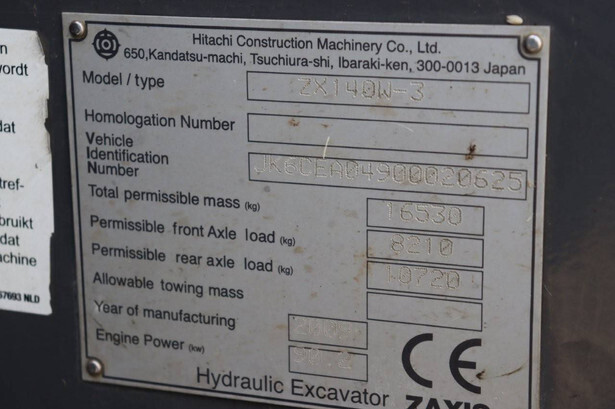 Hitachi Construction Machinery Co., Ltd.
650,Kandatsu-machi, Tsuchiura-shi, Ibaraki-ken, 300-0013 Japan
Model / type ZX140W-3
Homologation Number
Vehicle
Identification
Number JK6CEA04900020625
Total permissible mass (kg) 16530
Permissible front Axle load (kg) 8210
Permissible rear axle load (kg) 10720
Allowable towing mass
Year of manufacturing
Engine Power (kw)
CE
Hydraulic Excavator
dat
bruikt
dat
57693 NLD